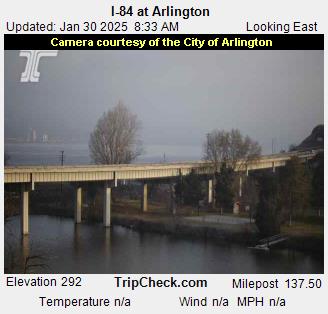 I-84 at Arlington
Updated: Jan 30 2025 8:33 AM Looking East
Camera courtesy of the City of Arlington
Elevation 292 TripCheck.com Milepost 137.50
Temperature n/a Wind n/a MPH n/a